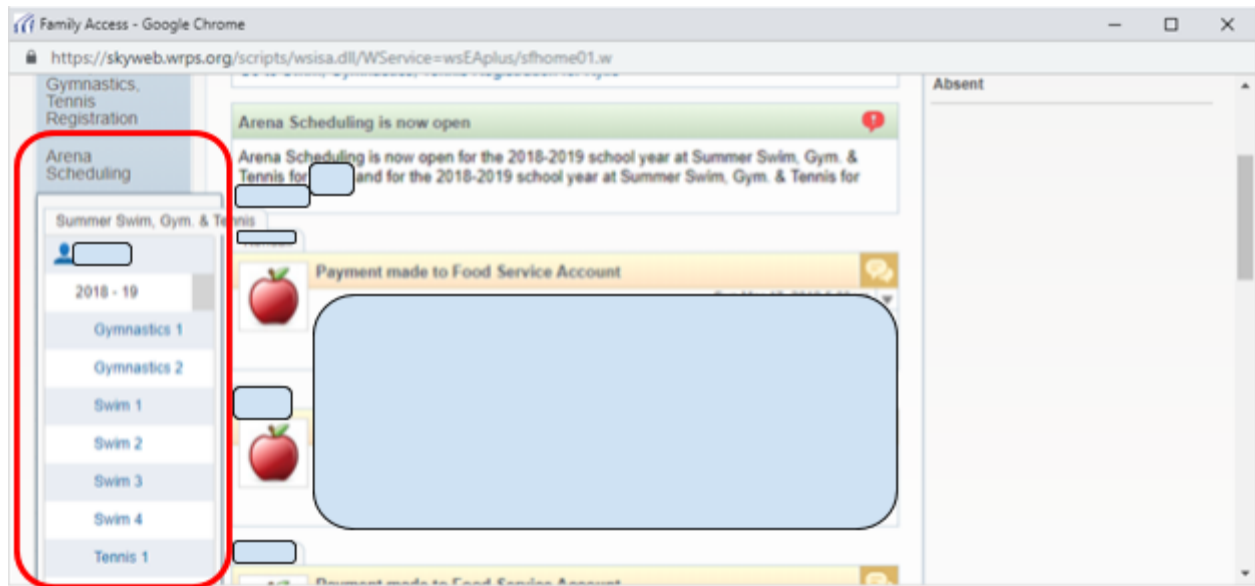 Family Access - Google Chrome
https://skyweb.wrps.org/scripts/wsisa.dll/WService=wsEAplus/sfhome01.w
Gymnastics,
Tennis
Registration
Arena
Scheduling
Summer Swim, Gym. & Tennis
2018 - 19
Gymnastics 1
Gymnastics 2
Swim 1
Swim 2
Swim 3
Swim 4
Tennis 1
Arena Scheduling is now open
Arena Scheduling is now open for the 2018-2019 school year at Summer Swim, Gym. &
Tennis for and for the 2018-2019 school year at Summer Swim, Gym. & Tennis for
Payment made to Food Service Account
Payment made to Food Service Account
Absent